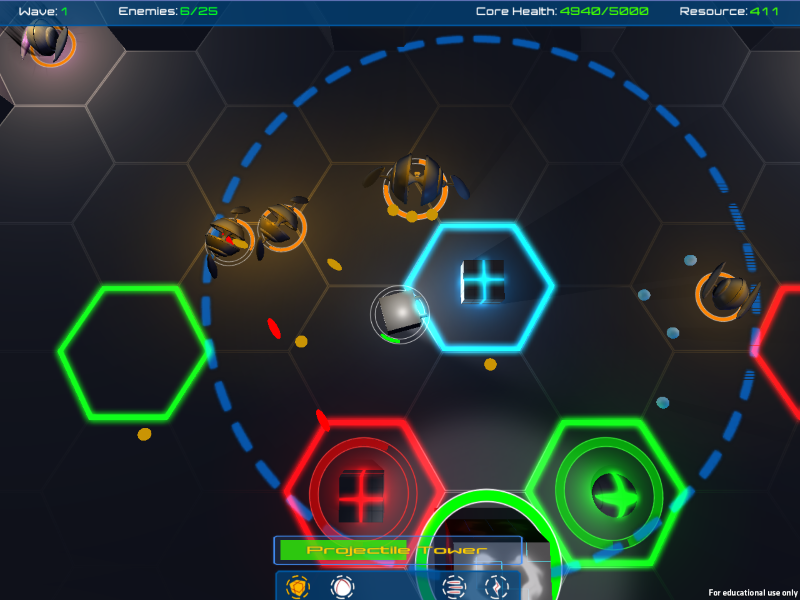 Wave: 1 Enemies: 6/25 Core Health: 4940/5000 Resource: 411
Projectile Tower
For educational use only